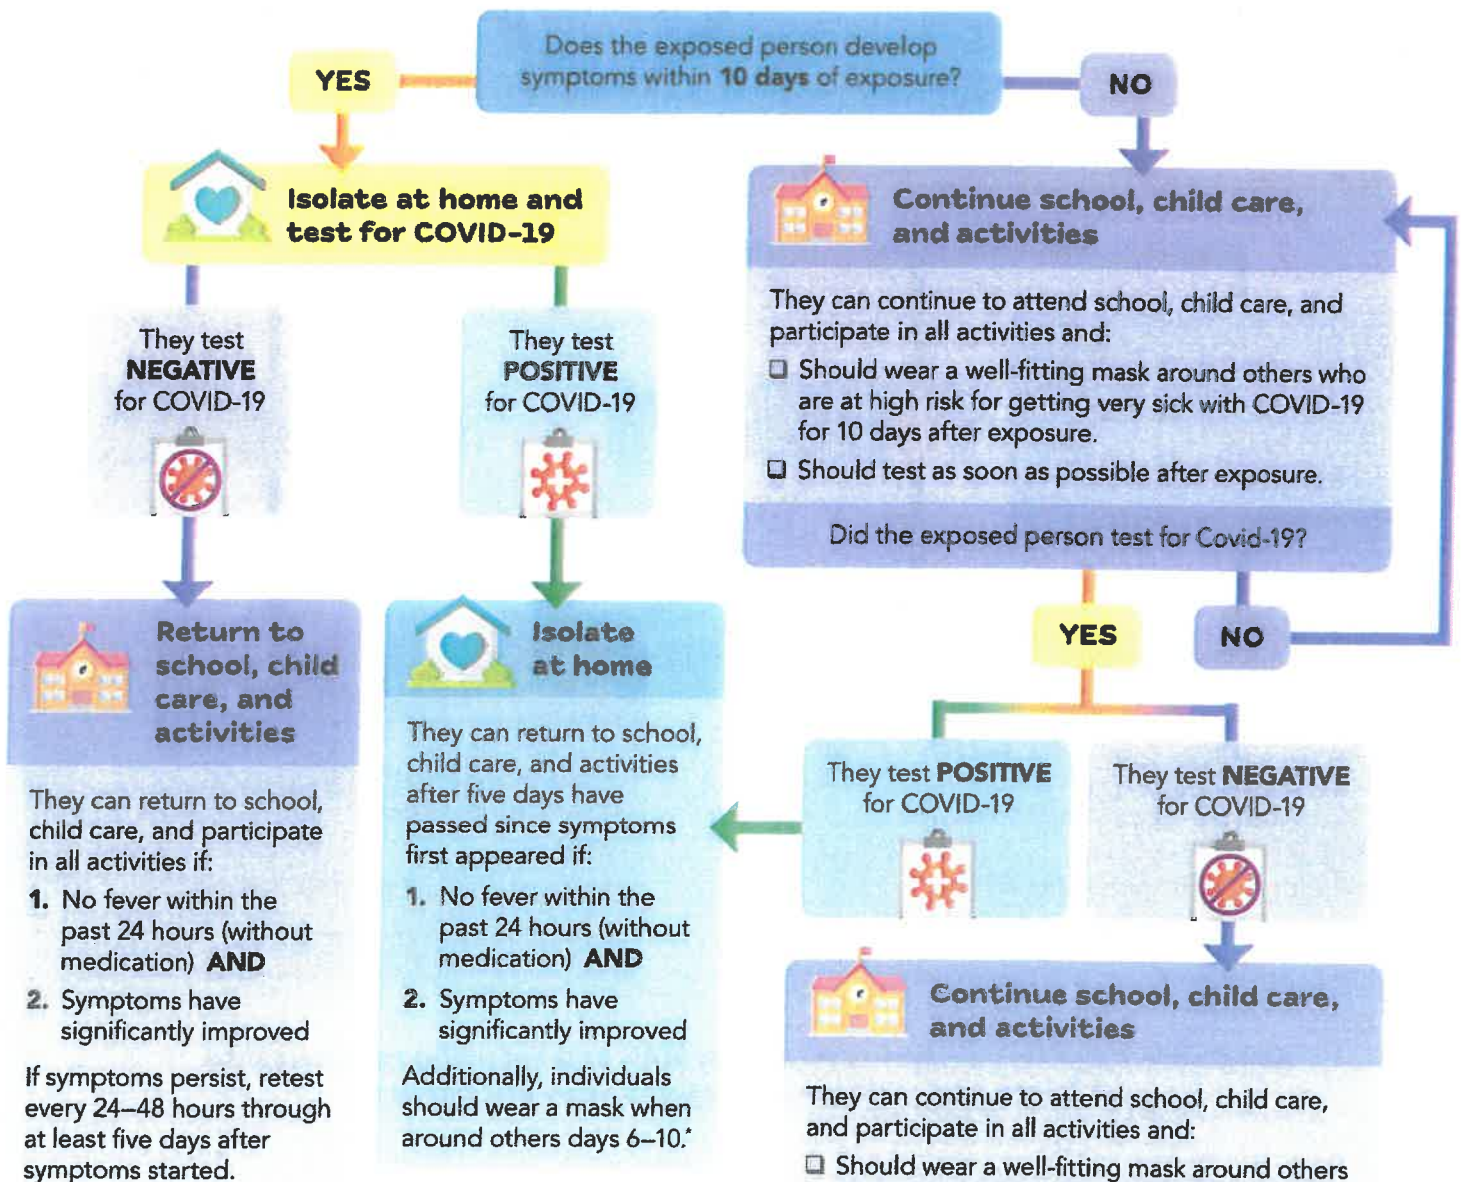 Does the exposed person develop
symptoms within 10 days of exposure?
YES
NO
Isolate at home and
test for COVID-19
They test
NEGATIVE
for COVID-19
They test
POSITIVE
for COVID-19
Return to
school, child
care, and
activities
They can return to school,
child care, and participate
in all activities if:
1. No fever within the
past 24 hours (without
medication) AND
2. Symptoms have
significantly improved
If symptoms persist, retest
every 24–48 hours through
at least five days after
symptoms started.
Isolate
at home
They can return to school,
child care, and activities
after five days have
passed since symptoms
first appeared if:
1. No fever within the
past 24 hours (without
medication) AND
2. Symptoms have
significantly improved
Additionally, individuals
should wear a mask when
around others days 6–10.*
Continue school, child care,
and activities
They can continue to attend school, child care, and
participate in all activities and:
❑ Should wear a well-fitting mask around others who
are at high risk for getting very sick with COVID-19
for 10 days after exposure.
❑ Should test as soon as possible after exposure.
Did the exposed person test for Covid-19?
YES
NO
They test POSITIVE
for COVID-19
They test NEGATIVE
for COVID-19
Continue school, child care,
and activities
They can continue to attend school, child care,
and participate in all activities and:
❑ Should wear a well-fitting mask around others